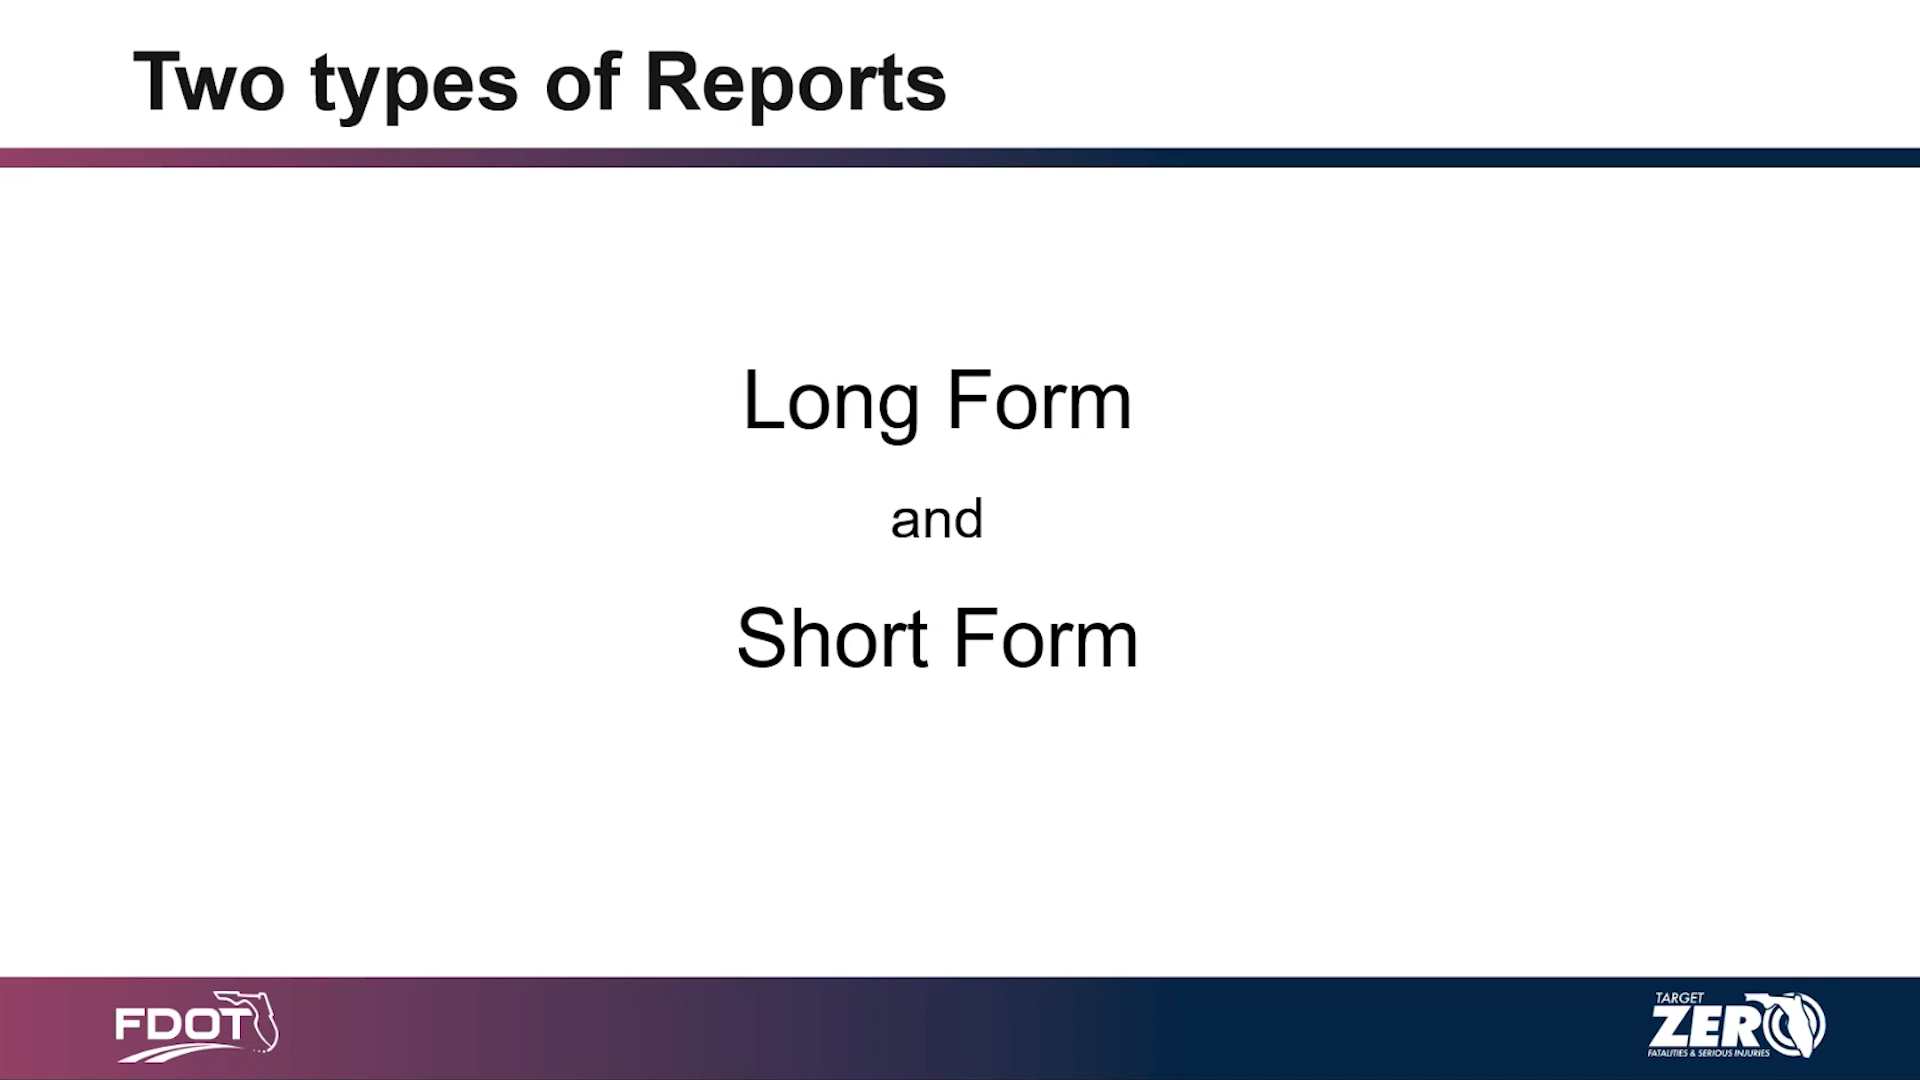 Two types of Reports
Long Form
and
Short Form
FDOT
TARGET
ZERO
FATALITIES & SERIOUS INJURIES